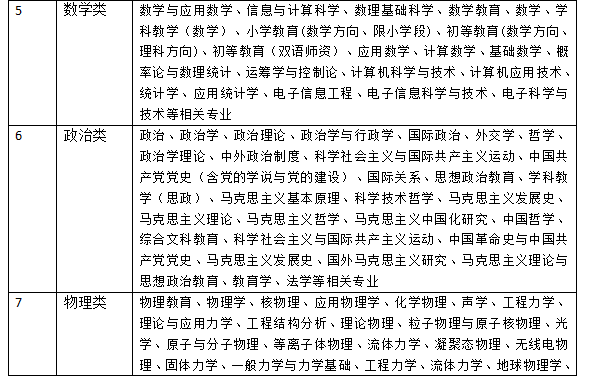 5
数学类
数学与应用数学、信息与计算科学、数理基础科学、数学教育、数学、学
科教学（数学）、小学教育(数学方向、限小学段)、初等教育(数学方向、
理科方向)、初等教育（双语师资）、应用数学、计算数学、基础数学、概
率论与数理统计、运筹学与控制论、计算机科学与技术、计算机应用技术、
统计学、应用统计学、电子信息工程、电子信息科学与技术、电子科学与
技术等相关专业
6
政治类
政治、政治学、政治理论、政治学与行政学、国际政治、外交学、哲学、
政治学理论、中外政治制度、科学社会主义与国际共产主义运动、中国共
产党党史（含党的学说与党的建设）、国际关系、思想政治教育、学科教
学（思政）、马克思主义基本原理、科学技术哲学、马克思主义发展史、
马克思主义理论、马克思主义哲学、马克思主义中国化研究、中国哲学、
综合文科教育、科学社会主义与国际共产主义运动、中国革命史与中国共
产党党史、马克思主义发展史、国外马克思主义研究、马克思主义理论与
思想政治教育、教育学、法学等相关专业
7
物理类
物理教育、物理学、核物理、应用物理学、化学物理、声学、工程力学、
理论与应用力学、工程结构分析、理论物理、粒子物理与原子核物理、光
学、原子与分子物理、等离子体物理、流体力学、凝聚态物理、无线电物
理、固体力学、一般力学与力学基础、工程力学、流体力学、地球物理学、